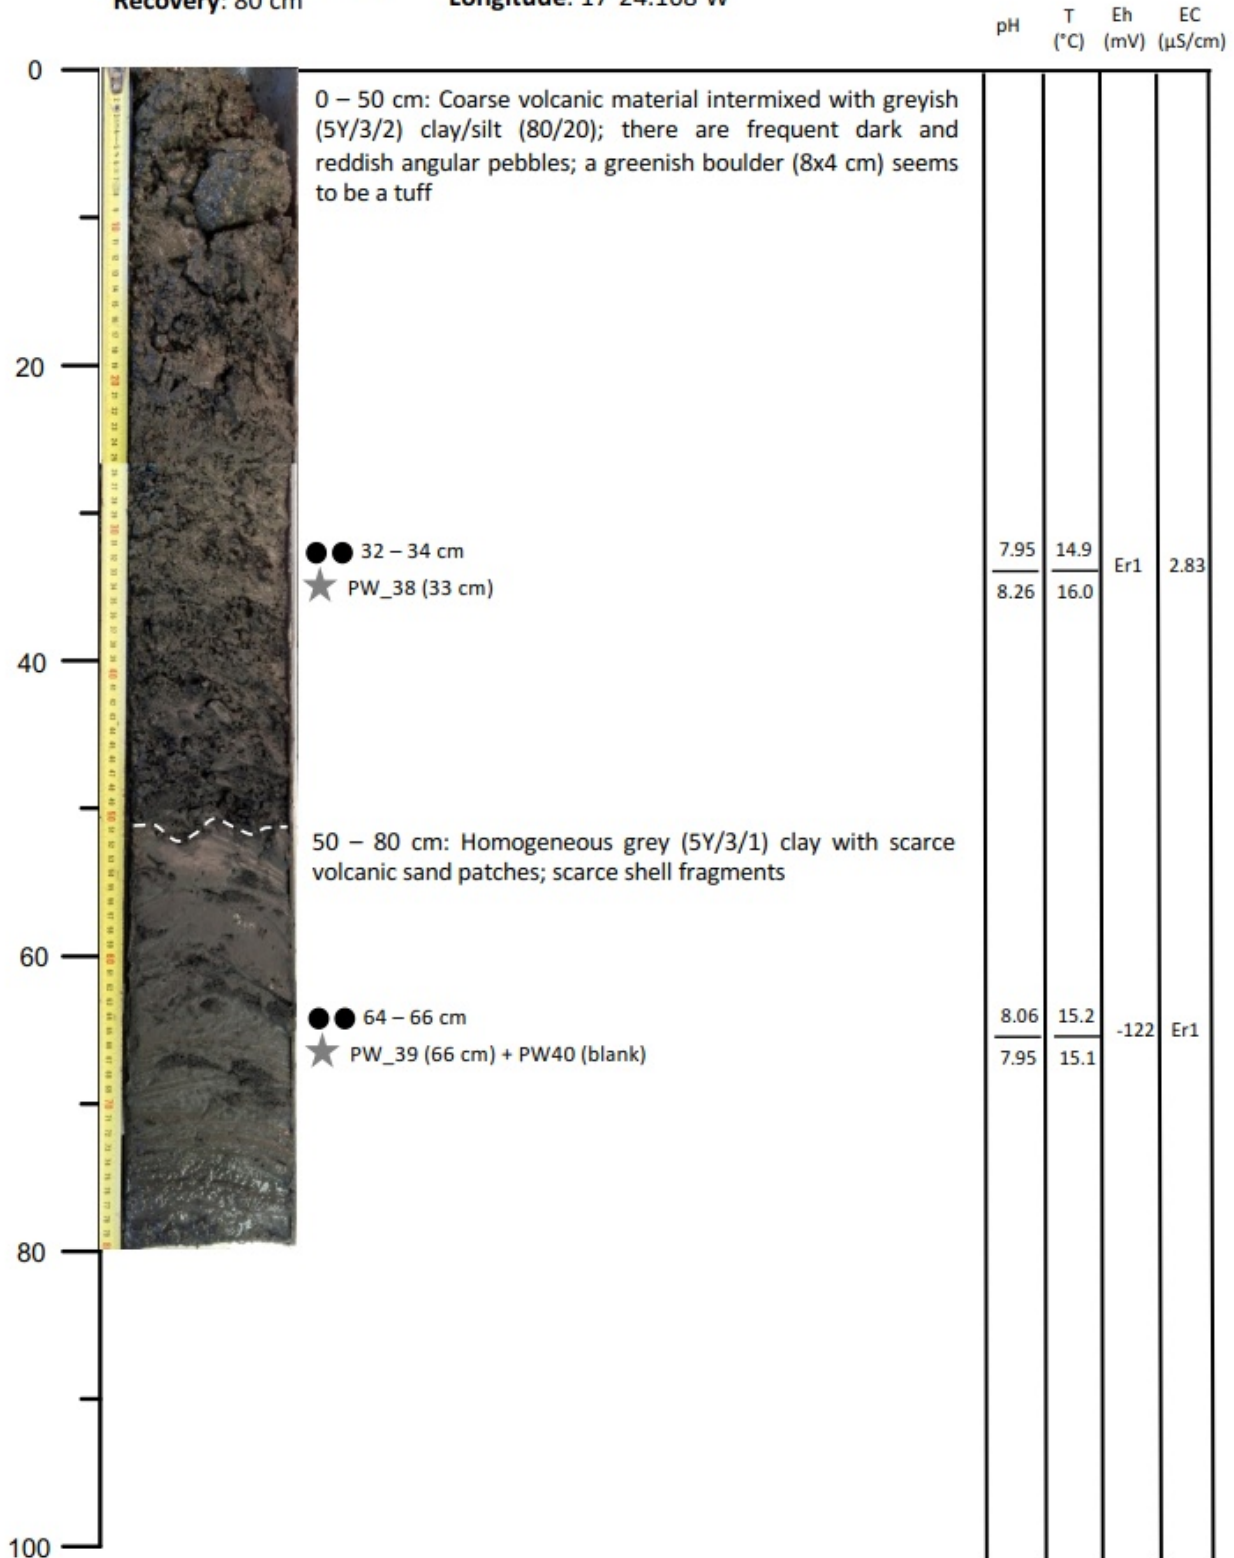 Recovery: 80 cm
pH T Eh EC
(°C) (mV) (µS/cm)
0
0 – 50 cm: Coarse volcanic material intermixed with greyish
(5Y/3/2) clay/silt (80/20); there are frequent dark and
reddish angular pebbles; a greenish boulder (8x4 cm) seems
to be a tuff
20
32 – 34 cm
PW_38 (33 cm)
7.95 14.9
Er1 2.83
8.26 16.0
40
50 – 80 cm: Homogeneous grey (5Y/3/1) clay with scarce
volcanic sand patches; scarce shell fragments
60
64 – 66 cm
PW_39 (66 cm) + PW40 (blank)
8.06 15.2
-122 Er1
7.95 15.1
80
100